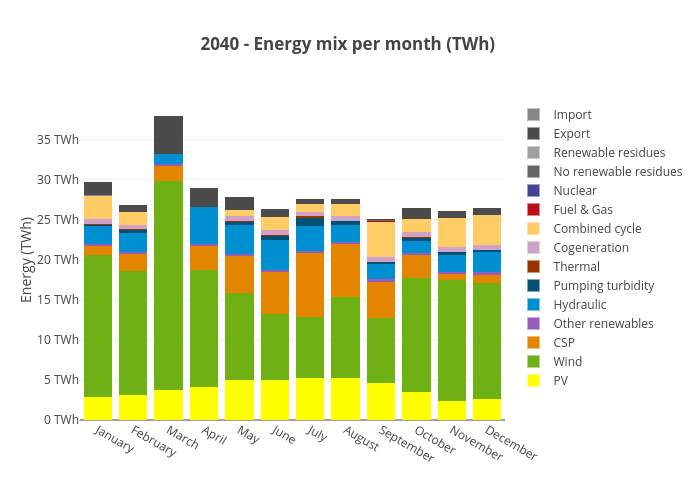 2040 - Energy mix per month (TWh)
Energy (TWh)
35 TWh
30 TWh
25 TWh
20 TWh
15 TWh
10 TWh
5 TWh
0 TWh
January
February
March
April
May
June
July
August
September
October
November
December
Import
Export
Renewable residues
No renewable residues
Nuclear
Fuel & Gas
Combined cycle
Cogeneration
Thermal
Pumping turbidity
Hydraulic
Other renewables
CSP
Wind
PV